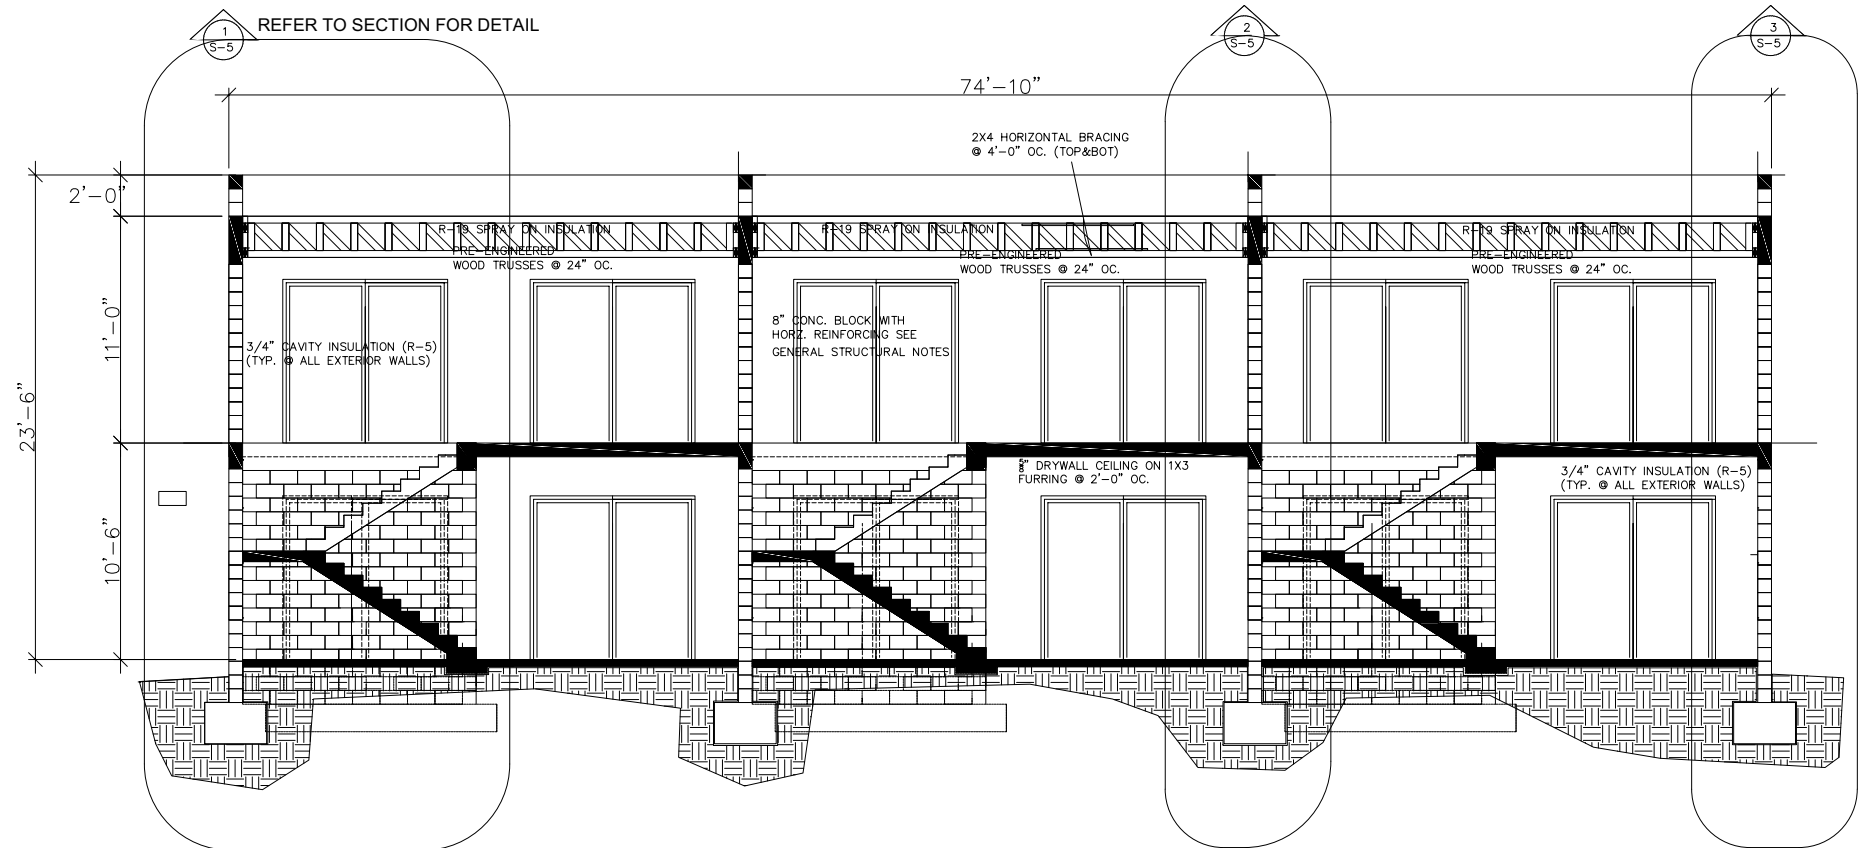 1
S-5
REFER TO SECTION FOR DETAIL
2
S-5
3
S-5
74'-10"
2X4 HORIZONTAL BRACING
@ 4'-0" OC. (TOP&BOT)
2'-0"
R-19 SPRAY ON INSULATION
PRE-ENGINEERED
WOOD TRUSSES @ 24" OC.
R-19 SPRAY ON INSULATION
PRE-ENGINEERED
WOOD TRUSSES @ 24" OC.
R-19 SPRAY ON INSULATION
PRE-ENGINEERED
WOOD TRUSSES @ 24" OC.
11'-0"
3/4" CAVITY INSULATION (R-5)
(TYP. @ ALL EXTERIOR WALLS)
8" CONC. BLOCK WITH
HORZ. REINFORCING SEE
GENERAL STRUCTURAL NOTES
23'-6"
10'-6"
DRYWALL CEILING ON 1X3
FURRING @ 2'-0" OC.
3/4" CAVITY INSULATION (R-5)
(TYP. @ ALL EXTERIOR WALLS)